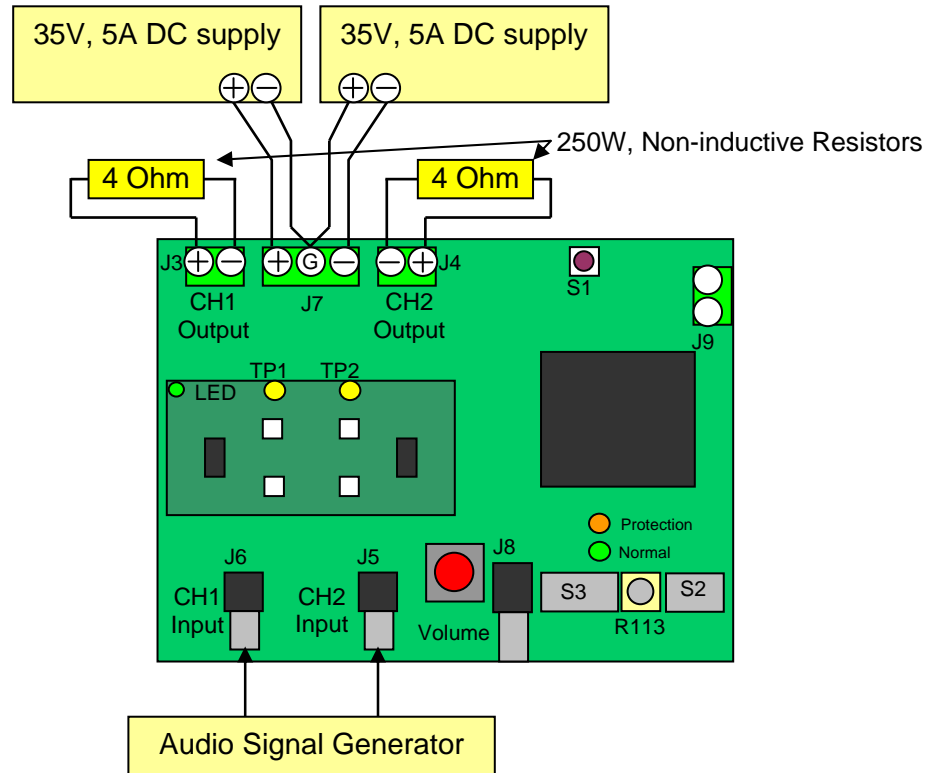 35V, 5A DC supply
35V, 5A DC supply
+ −
+ −
250W, Non-inductive Resistors
4 Ohm
4 Ohm
J3
+ −
+ G −
− +
J4
CH1
Output
J7
CH2
Output
S1
J9
LED
TP1
TP2
Protection
Normal
J6
J5
J8
CH1
Input
CH2
Input
Volume
S3
S2
R113
Audio Signal Generator